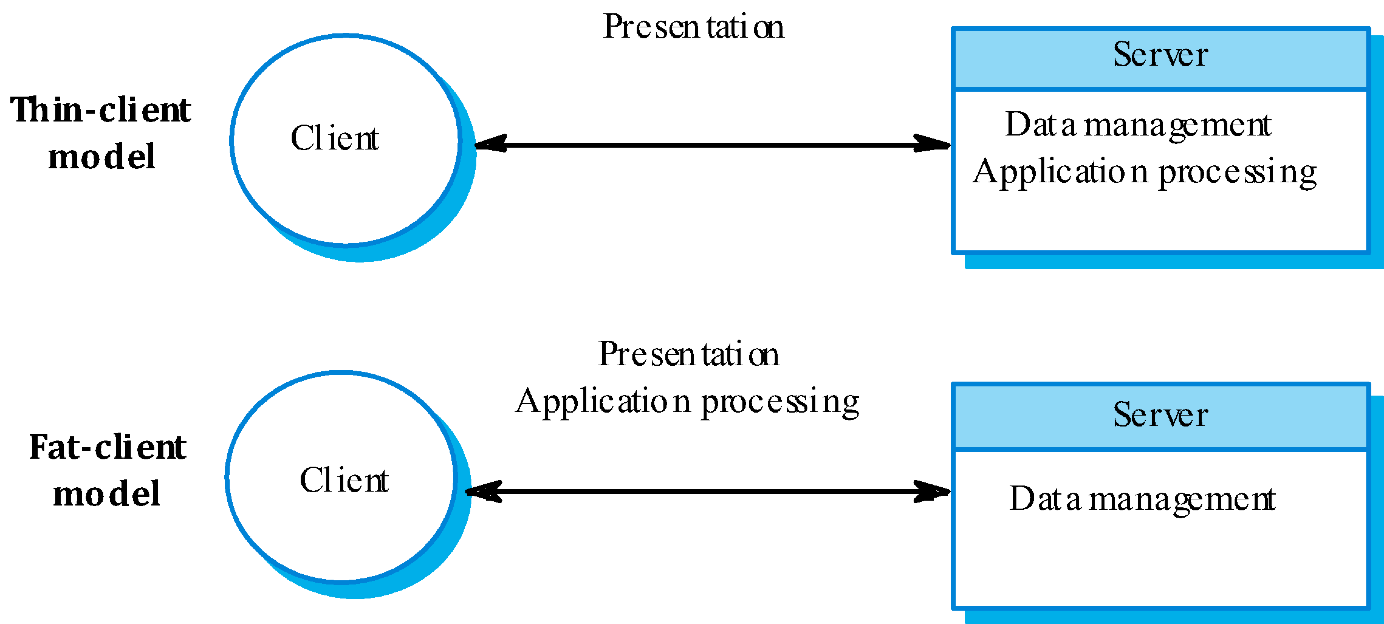 Presentation
Server
Thin-client
model
Client
Data management
Application processing
Presentation
Application processing
Server
Fat-client
model
Client
Data management